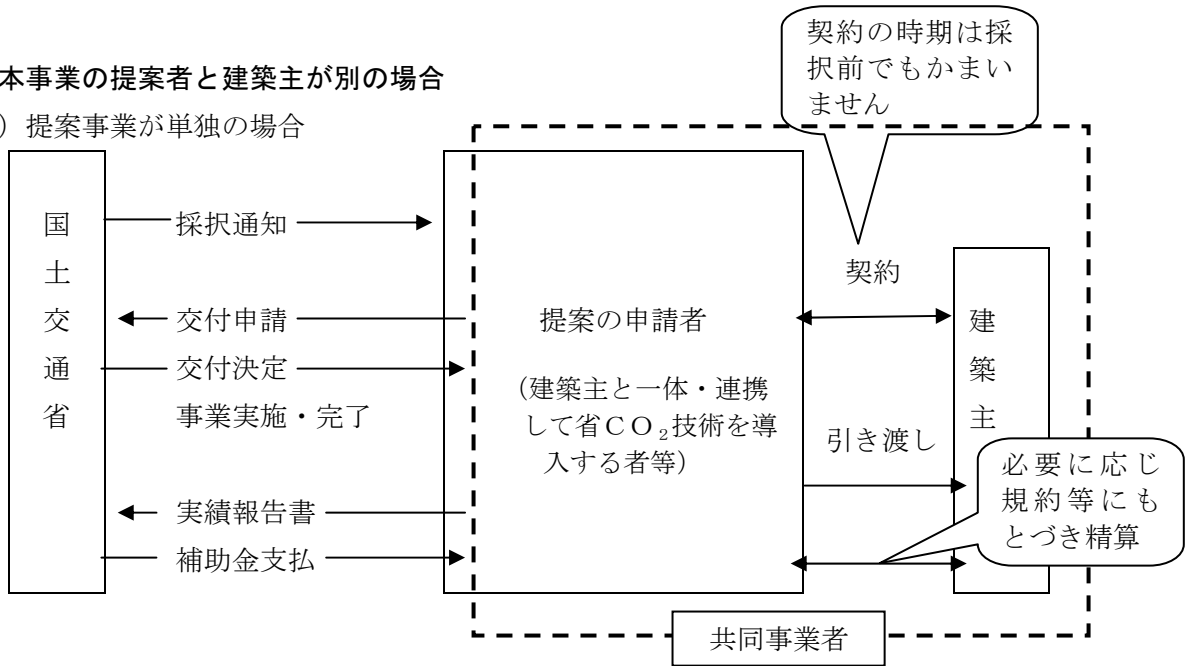 契約の時期は採
択前でもかまい
ません
本事業の提案者と建築主が別の場合
）提案事業が単独の場合
国土交通省
採択通知
交付申請
交付決定
事業実施・完了
実績報告書
補助金支払
提案の申請者
（建築主と一体・連携
して省ＣＯ₂技術を導
入する者等）
契約
引き渡し
建築主
必要に応じ
規約等にも
とづき精算
共同事業者